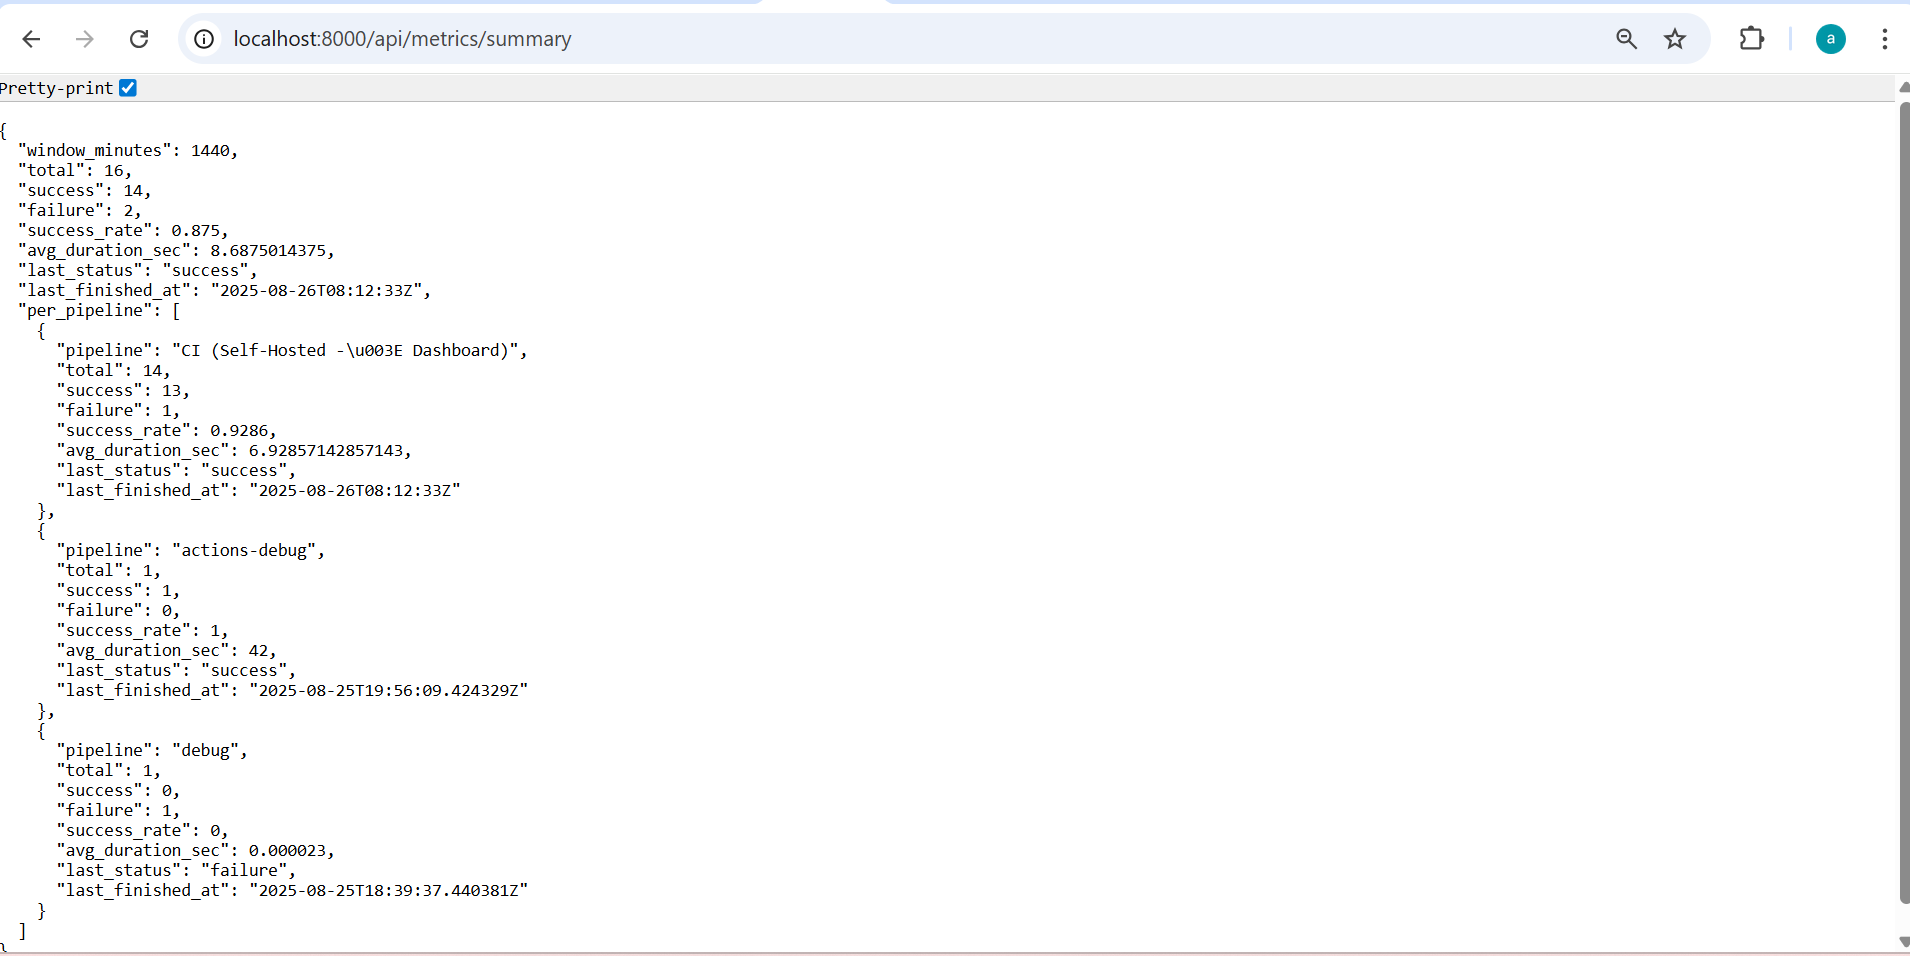 localhost:8000/api/metrics/summary
a
Pretty-print
{
  "window_minutes": 1440,
  "total": 16,
  "success": 14,
  "failure": 2,
  "success_rate": 0.875,
  "avg_duration_sec": 8.6875014375,
  "last_status": "success",
  "last_finished_at": "2025-08-26T08:12:33Z",
  "per_pipeline": [
    {
      "pipeline": "CI (Self-Hosted -\u003E Dashboard)",
      "total": 14,
      "success": 13,
      "failure": 1,
      "success_rate": 0.9286,
      "avg_duration_sec": 6.92857142857143,
      "last_status": "success",
      "last_finished_at": "2025-08-26T08:12:33Z"
    },
    {
      "pipeline": "actions-debug",
      "total": 1,
      "success": 1,
      "failure": 0,
      "success_rate": 1,
      "avg_duration_sec": 42,
      "last_status": "success",
      "last_finished_at": "2025-08-25T19:56:09.424329Z"
    },
    {
      "pipeline": "debug",
      "total": 1,
      "success": 0,
      "failure": 1,
      "success_rate": 0,
      "avg_duration_sec": 0.000023,
      "last_status": "failure",
      "last_finished_at": "2025-08-25T18:39:37.440381Z"
    }
  ]
}